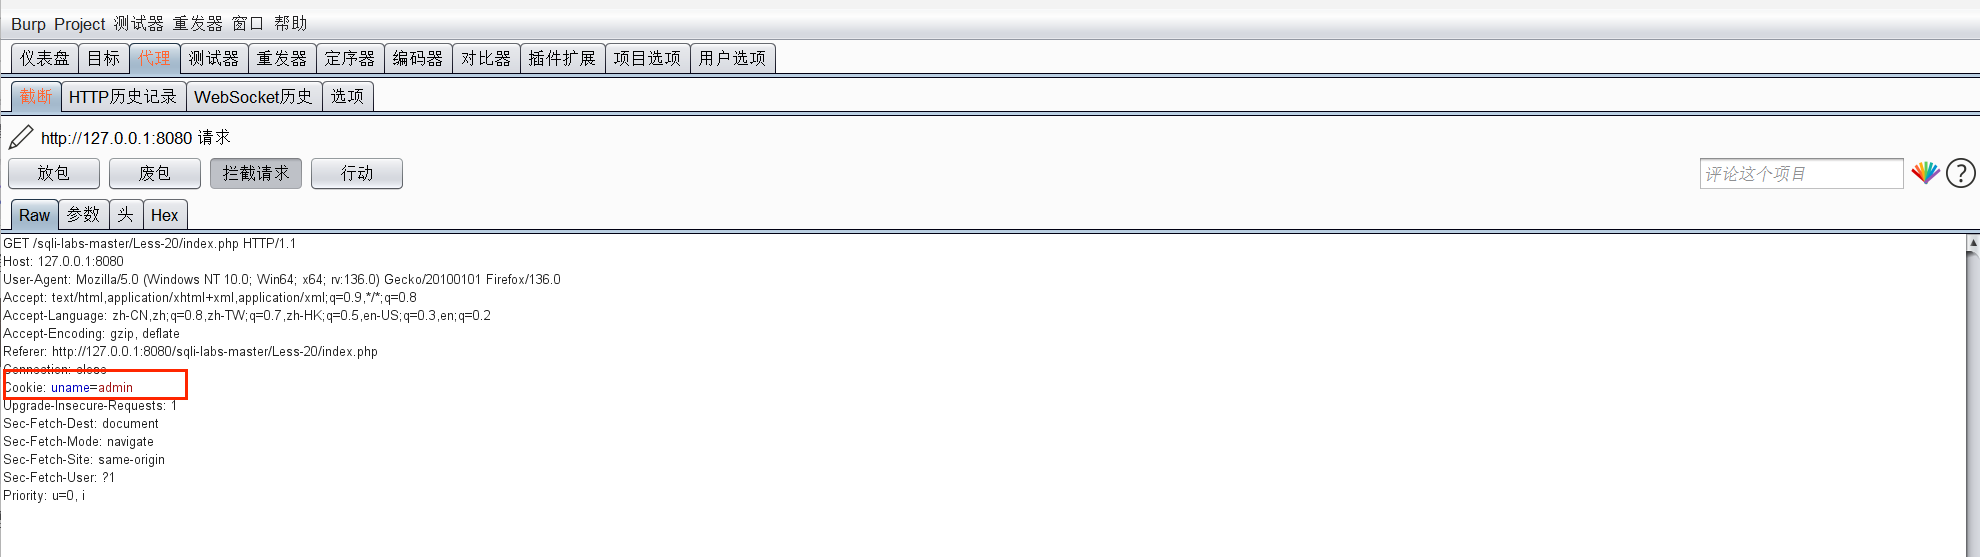 Burp Project 测试器 重发器 窗口 帮助
仪表盘 目标 代理 测试器 重发器 定序器 编码器 对比器 插件扩展 项目选项 用户选项
截断 HTTP历史记录 WebSocket历史 选项
http://127.0.0.1:8080 请求
放包 废包 拦截请求 行动 评论这个项目 ?
Raw 参数 头 Hex
GET /sqli-labs-master/Less-20/index.php HTTP/1.1
Host: 127.0.0.1:8080
User-Agent: Mozilla/5.0 (Windows NT 10.0; Win64; x64; rv:136.0) Gecko/20100101 Firefox/136.0
Accept: text/html,application/xhtml+xml,application/xml;q=0.9,*/*;q=0.8
Accept-Language: zh-CN,zh;q=0.8,zh-TW;q=0.7,zh-HK;q=0.5,en-US;q=0.3,en;q=0.2
Accept-Encoding: gzip, deflate
Referer: http://127.0.0.1:8080/sqli-labs-master/Less-20/index.php
Connection: close
Cookie: uname=admin
Upgrade-Insecure-Requests: 1
Sec-Fetch-Dest: document
Sec-Fetch-Mode: navigate
Sec-Fetch-Site: same-origin
Sec-Fetch-User: ?1
Priority: u=0, i